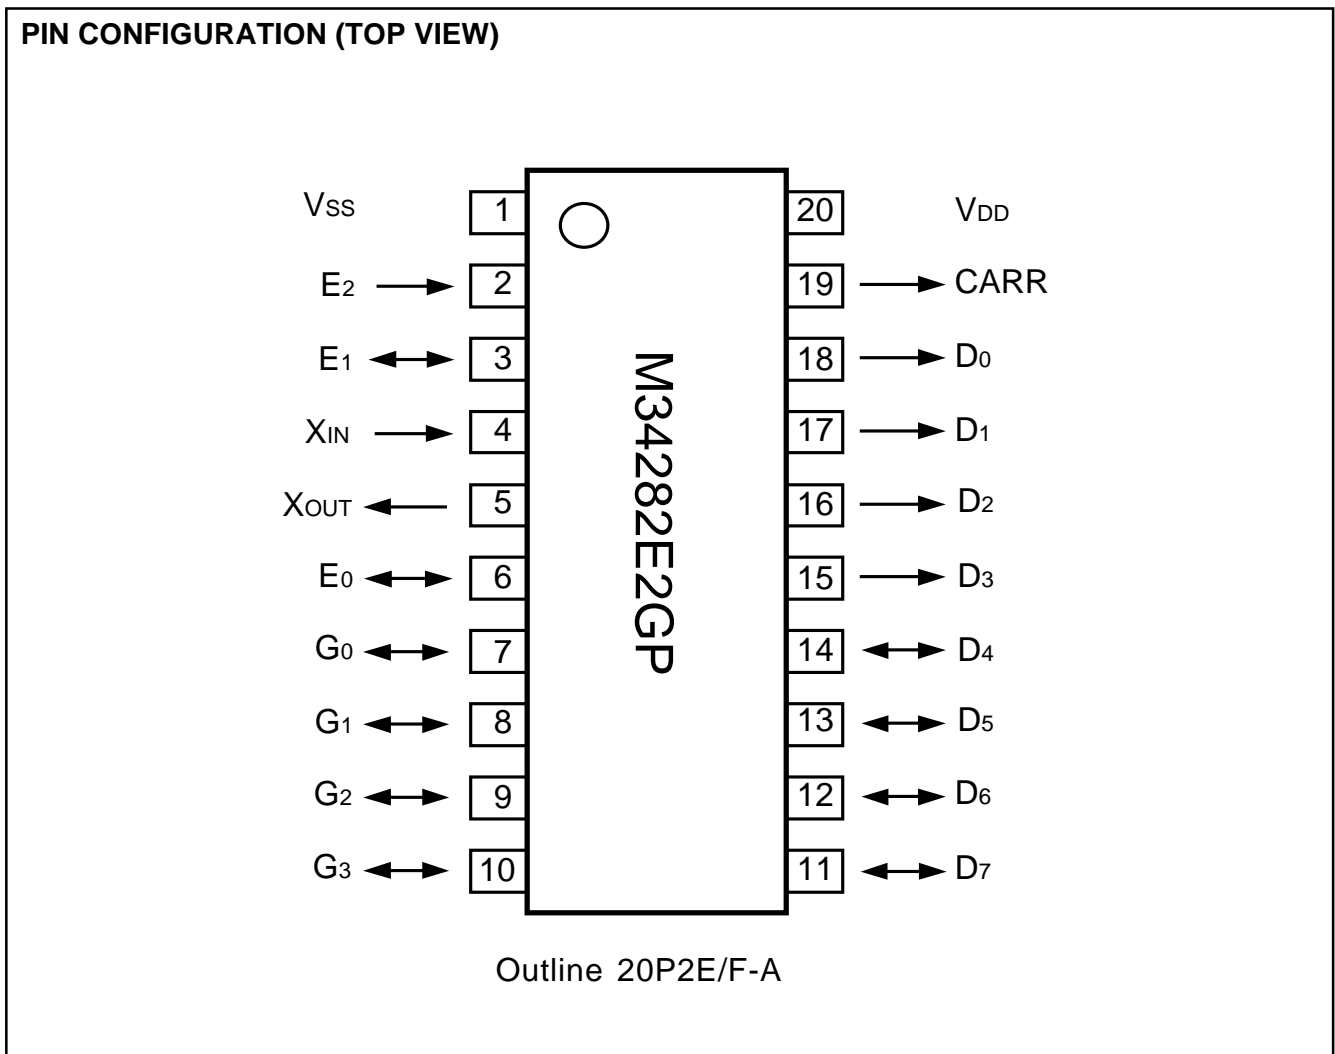 PIN CONFIGURATION (TOP VIEW)
VSS 1 20 VDD
E2 2 19 CARR
E1 3 18 D0
XIN 4 17 D1
XOUT 5 16 D2
E0 6 15 D3
G0 7 14 D4
G1 8 13 D5
G2 9 12 D6
G3 10 11 D7
M34282E2GP
Outline 20P2E/F-A